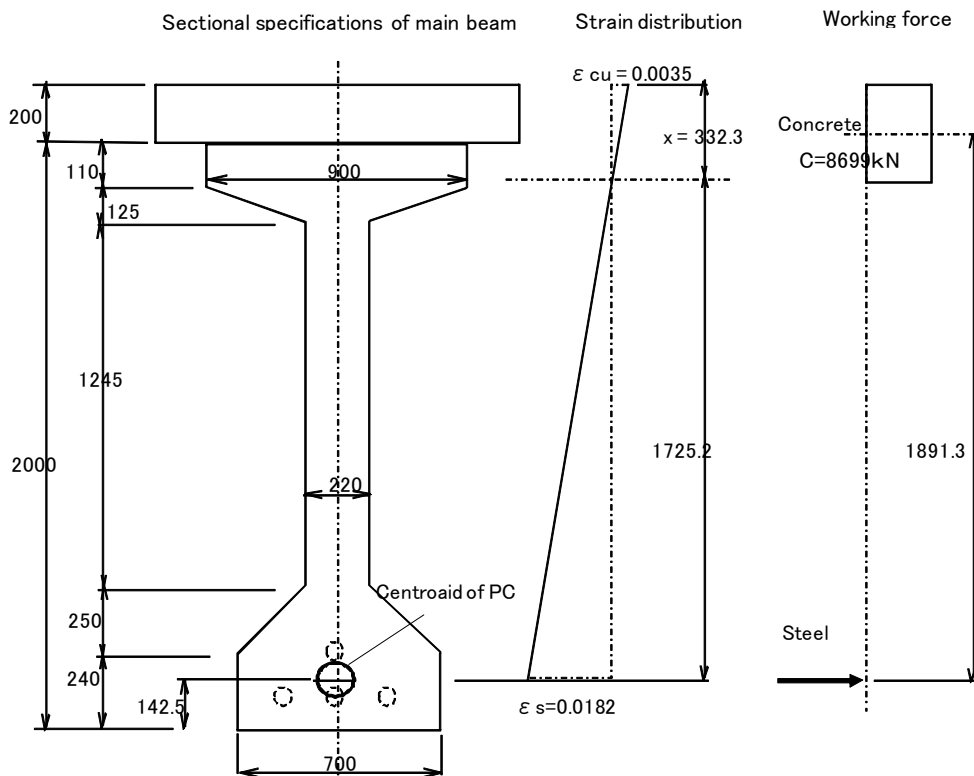 Sectional specifications of main beam
Strain distribution
Working force
ε cu = 0.0035
200
x = 332.3
Concrete
C=8699kN
110
900
125
1245
2000
1725.2
1891.3
220
Centroaid of PC
250
Steel
240
142.5
ε s=0.0182
700